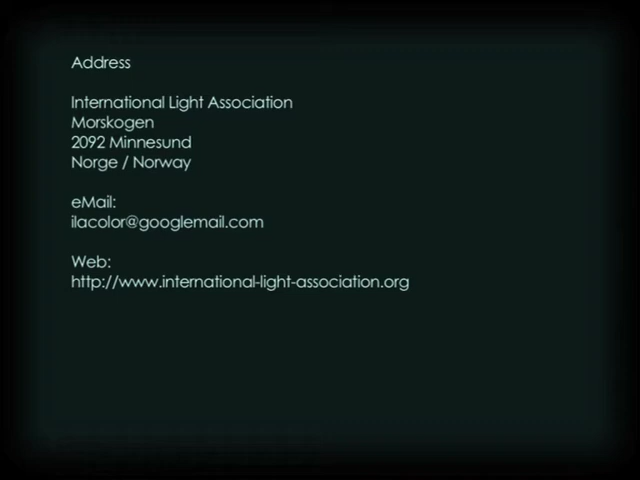 Address
International Light Association
Morskogen
2092 Minnesund
Norge / Norway
eMail:
ilacolor@googlemail.com
Web:
http://www.international-light-association.org